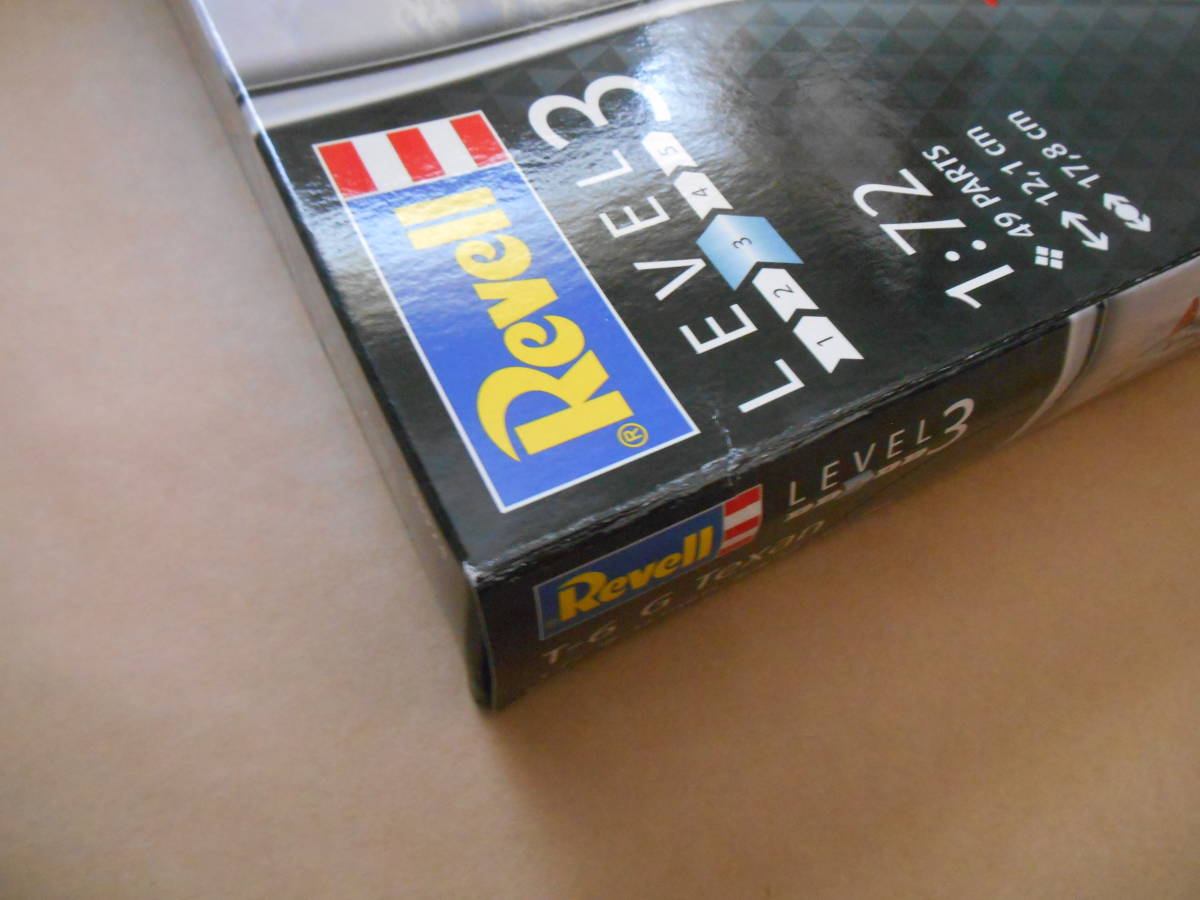 Revell®
LEVEL 3
1 2 3 4 5
1:72
49 PARTS
12,1 cm
17,8 cm
Revell
LEVEL 3
T-6 G Texan